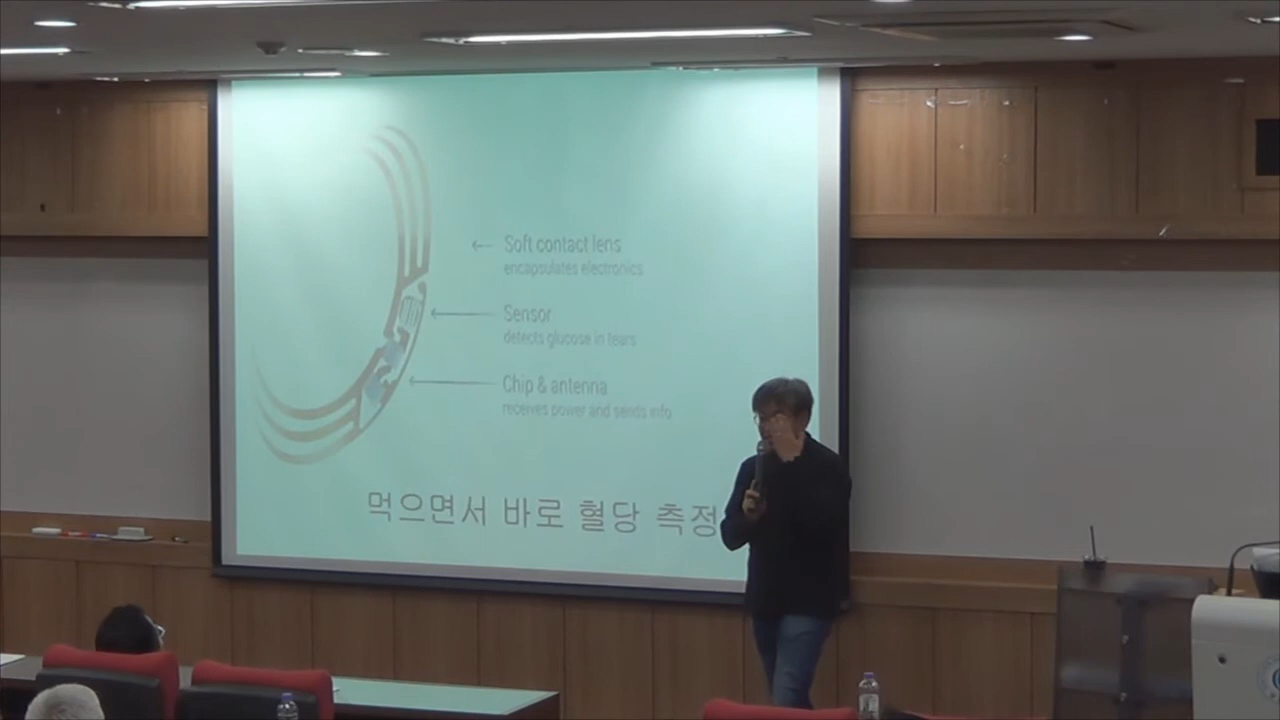 Soft contact lens
encapsulates electronics
Sensor
detects glucose in tears
Chip & antenna
receives power and sends info
먹으면서 바로 혈당 측정